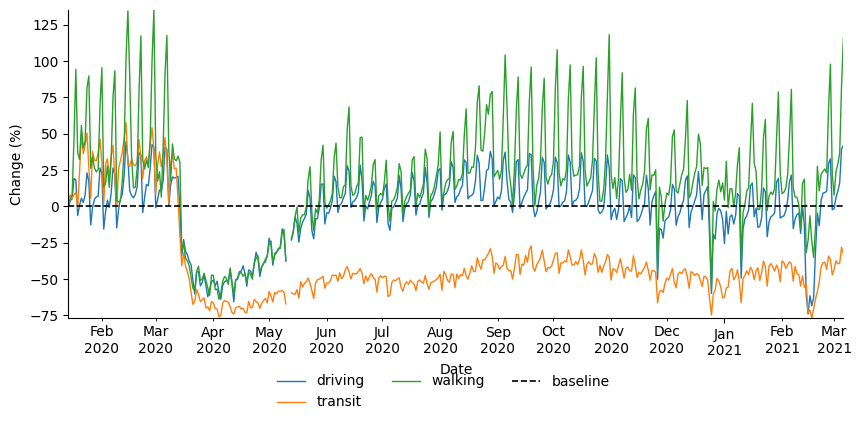 Change (%)
125
100
75
50
25
0
−25
−50
−75
Feb Mar Apr May Jun Jul Aug Sep Oct Nov Dec Jan Feb Mar
2020 2020 2020 2020 2020 2020 2020 2020 2020 2020 2020 2021 2021 2021
Date
driving walking baseline
transit